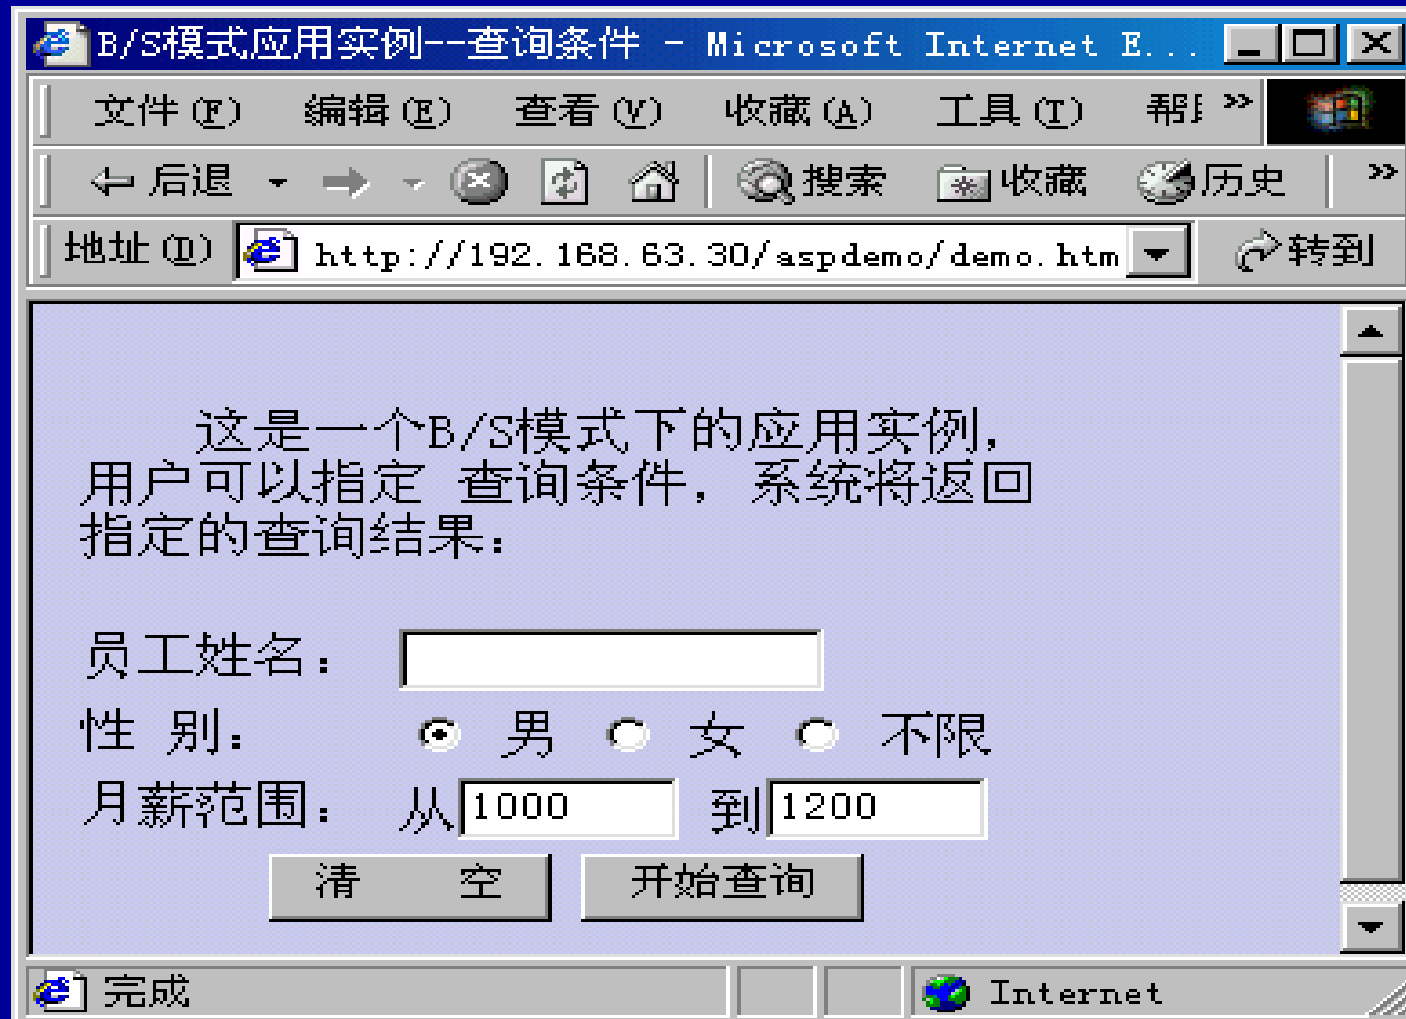 B/S模式应用实例--查询条件 - Microsoft Internet E...
文件(F) 编辑(E) 查看(V) 收藏(A) 工具(T) 帮 »
后退 搜索 收藏 历史 »
地址(D) http://192.168.63.30/aspdemo/demo.htm 转到
这是一个B/S模式下的应用实例,
用户可以指定 查询条件, 系统将返回
指定的查询结果:
员工姓名:
性 别: 男 女 不限
月薪范围: 从 1000 到 1200
清 空 开始查询
完成 Internet